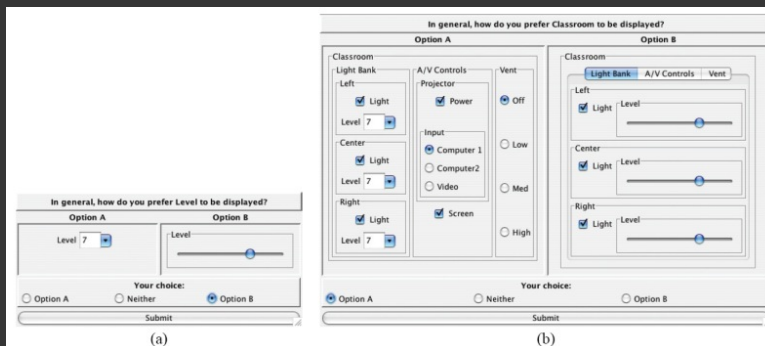 In general, how do you prefer Level to be displayed?
Option A
Option B
Level 7
Level
Your choice:
Option A
Neither
Option B
Submit
(a)
In general, how do you prefer Classroom to be displayed?
Option A
Option B
Classroom
Light Bank
Left
Light
Level 7
Center
Light
Level 7
Right
Light
Level 7
A/V Controls
Projector
Power
Input
Computer 1
Computer2
Video
Screen
Vent
Off
Low
Med
High
Classroom
Light Bank A/V Controls Vent
Left
Light
Level
Center
Light
Level
Right
Light
Level
Your choice:
Option A
Neither
Option B
Submit
(b)